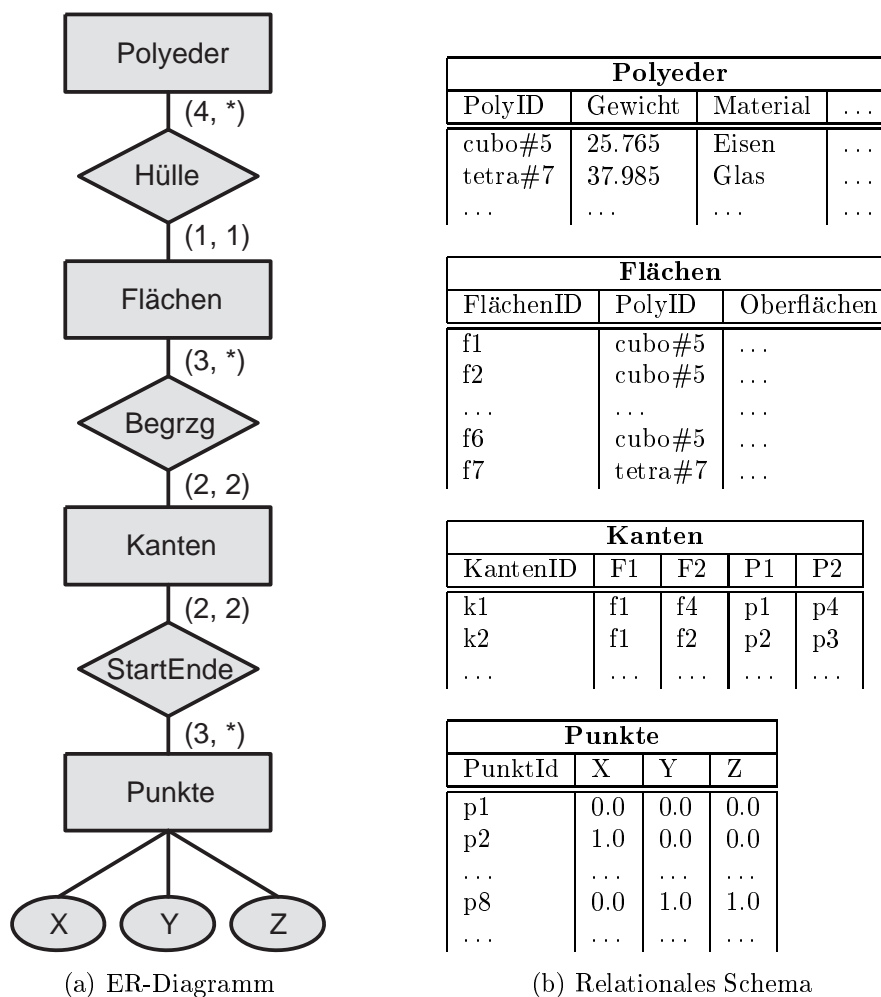 Polyeder
(4, *)
Hülle
(1, 1)
Flächen
(3, *)
Begrzg
(2, 2)
Kanten
(2, 2)
StartEnde
(3, *)
Punkte
X Y Z
(a) ER-Diagramm
Polyeder
PolyID Gewicht Material ...
cubo#5 25.765 Eisen ...
tetra#7 37.985 Glas ...
... ... ... ...
Flächen
FlächenID PolyID Oberflächen
f1 cubo#5 ...
f2 cubo#5 ...
... ... ...
f6 cubo#5 ...
f7 tetra#7 ...
Kanten
KantenID F1 F2 P1 P2
k1 f1 f4 p1 p4
k2 f1 f2 p2 p3
... ... ... ... ...
Punkte
PunktId X Y Z
p1 0.0 0.0 0.0
p2 1.0 0.0 0.0
... ... ... ...
p8 0.0 1.0 1.0
... ... ... ...
(b) Relationales Schema